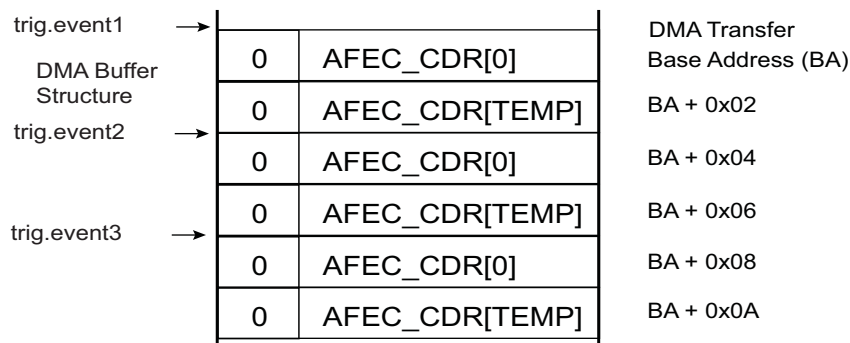 trig.event1
DMA Transfer
Base Address (BA)
0 AFEC_CDR[0]
DMA Buffer
Structure
0 AFEC_CDR[TEMP] BA + 0x02
trig.event2
0 AFEC_CDR[0] BA + 0x04
0 AFEC_CDR[TEMP] BA + 0x06
trig.event3
0 AFEC_CDR[0] BA + 0x08
0 AFEC_CDR[TEMP] BA + 0x0A